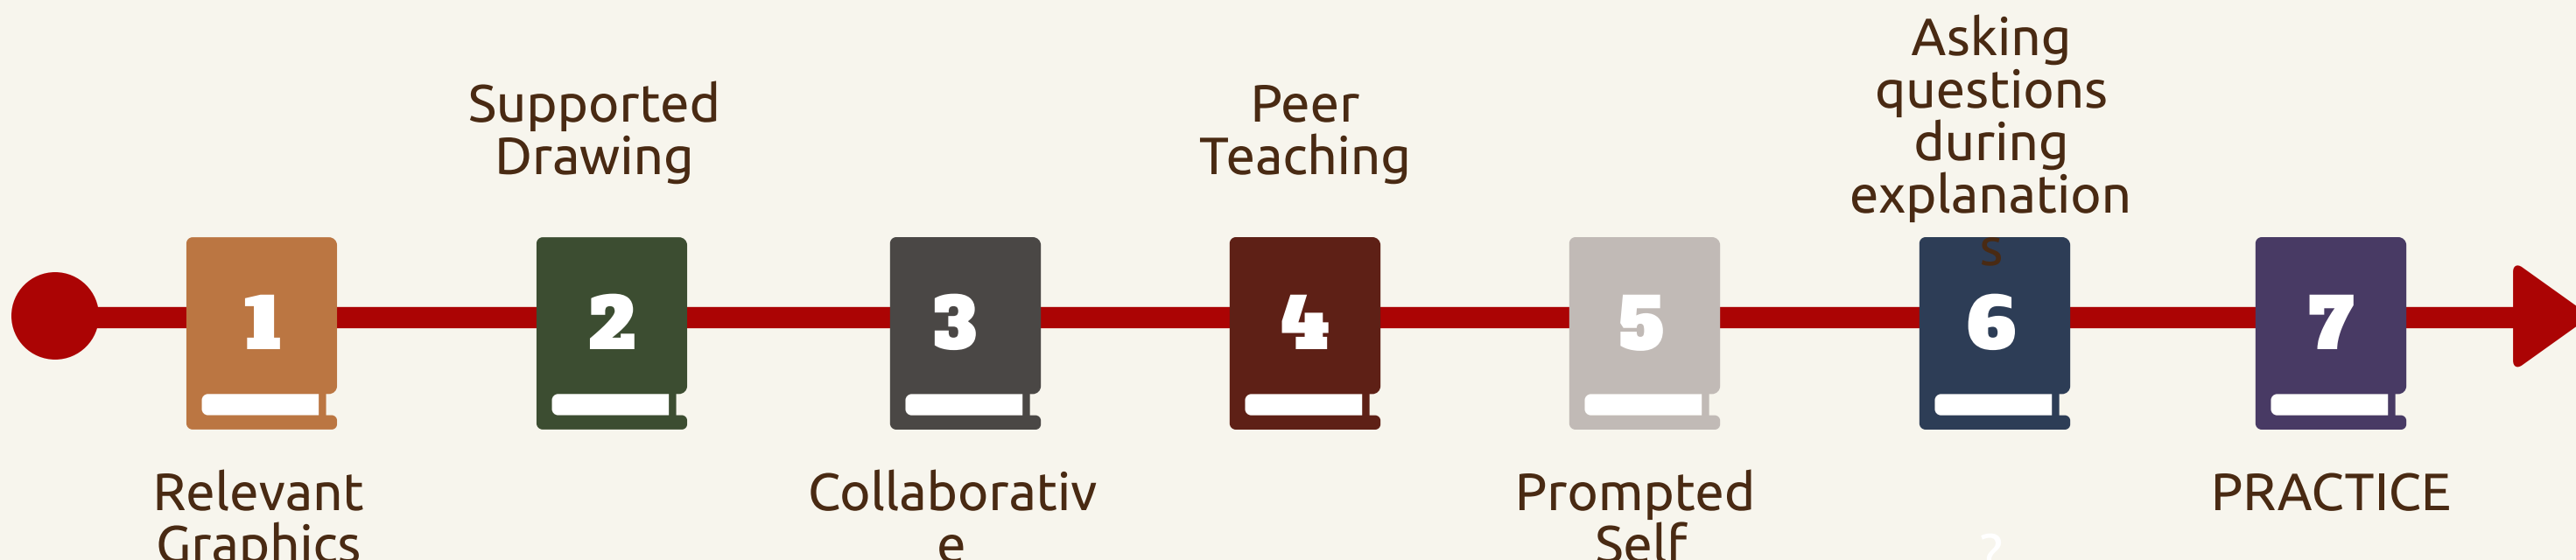 Asking
questions
during
explanation
s
Supported
Drawing
Peer
Teaching
1
2
3
4
5
6
7
Relevant
Graphics
Collaborativ
e
Prompted
Self
?
PRACTICE